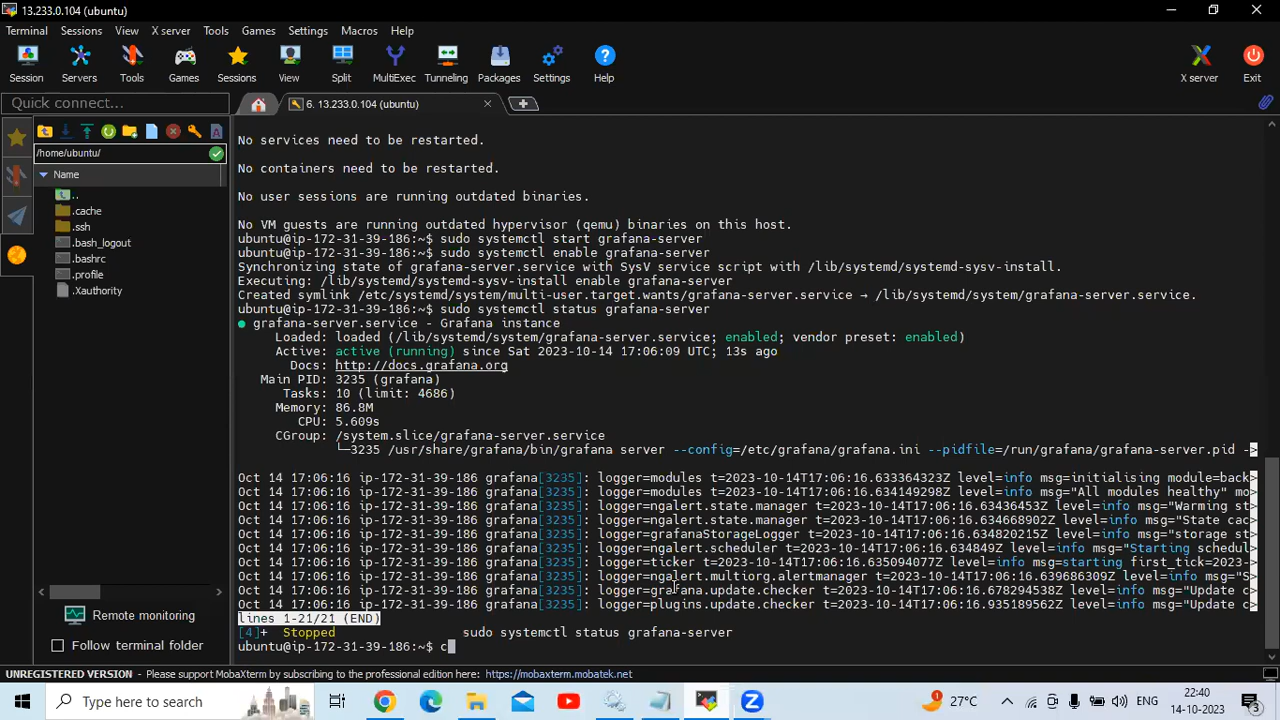 13.233.0.104 (ubuntu)
Terminal Sessions View X server Tools Games Settings Macros Help
Session Servers Tools Games Sessions View Split MultiExec Tunneling Packages Settings Help X server Exit
Quick connect...
6. 13.233.0.104 (ubuntu)
/home/ubuntu/
Name
..
.cache
.ssh
.bash_logout
.bashrc
.profile
.Xauthority
Remote monitoring
Follow terminal folder
No services need to be restarted.
No containers need to be restarted.
No user sessions are running outdated binaries.
No VM guests are running outdated hypervisor (qemu) binaries on this host.
ubuntu@ip-172-31-39-186:~$ sudo systemctl start grafana-server
ubuntu@ip-172-31-39-186:~$ sudo systemctl enable grafana-server
Synchronizing state of grafana-server.service with SysV service script with /lib/systemd/systemd-sysv-install.
Executing: /lib/systemd/systemd-sysv-install enable grafana-server
Created symlink /etc/systemd/system/multi-user.target.wants/grafana-server.service → /lib/systemd/system/grafana-server.service.
ubuntu@ip-172-31-39-186:~$ sudo systemctl status grafana-server
● grafana-server.service - Grafana instance
Loaded: loaded (/lib/systemd/system/grafana-server.service; enabled; vendor preset: enabled)
Active: active (running) since Sat 2023-10-14 17:06:09 UTC; 13s ago
Docs: http://docs.grafana.org
Main PID: 3235 (grafana)
Tasks: 10 (limit: 4686)
Memory: 86.8M
CPU: 5.609s
CGroup: /system.slice/grafana-server.service
└─3235 /usr/share/grafana/bin/grafana server --config=/etc/grafana/grafana.ini --pidfile=/run/grafana/grafana-server.pid ->
Oct 14 17:06:16 ip-172-31-39-186 grafana[3235]: logger=modules t=2023-10-14T17:06:16.633364323Z level=info msg=initialising module=back>
Oct 14 17:06:16 ip-172-31-39-186 grafana[3235]: logger=modules t=2023-10-14T17:06:16.634149298Z level=info msg="All modules healthy" mo>
Oct 14 17:06:16 ip-172-31-39-186 grafana[3235]: logger=ngalert.state.manager t=2023-10-14T17:06:16.63436453Z level=info msg="Warming st>
Oct 14 17:06:16 ip-172-31-39-186 grafana[3235]: logger=ngalert.state.manager t=2023-10-14T17:06:16.634668902Z level=info msg="State cac>
Oct 14 17:06:16 ip-172-31-39-186 grafana[3235]: logger=grafanaStorageLogger t=2023-10-14T17:06:16.634820216Z level=info msg="storage st>
Oct 14 17:06:16 ip-172-31-39-186 grafana[3235]: logger=ngalert.scheduler t=2023-10-14T17:06:16.634849Z level=info msg="Starting schedul>
Oct 14 17:06:16 ip-172-31-39-186 grafana[3235]: logger=ticker t=2023-10-14T17:06:16.635094077Z level=info msg=starting first_tick=2023->
Oct 14 17:06:16 ip-172-31-39-186 grafana[3235]: logger=ngalert.multiorg.alertmanager t=2023-10-14T17:06:16.639686309Z level=info msg="S>
Oct 14 17:06:16 ip-172-31-39-186 grafana[3235]: logger=grafana.update.checker t=2023-10-14T17:06:16.678294538Z level=info msg="Update c>
Oct 14 17:06:16 ip-172-31-39-186 grafana[3235]: logger=plugins.update.checker t=2023-10-14T17:06:16.925189562Z level=info msg="Update c>
lines 1-21/21 (END)
[4]+ Stopped sudo systemctl status grafana-server
ubuntu@ip-172-31-39-186:~$ c
UNREGISTERED VERSION - Please support MobaXterm by subscribing to the professional edition here: https://mobaxterm.mobatek.net
Type here to search
1
27°C
ENG
22:40
14-10-2023
3